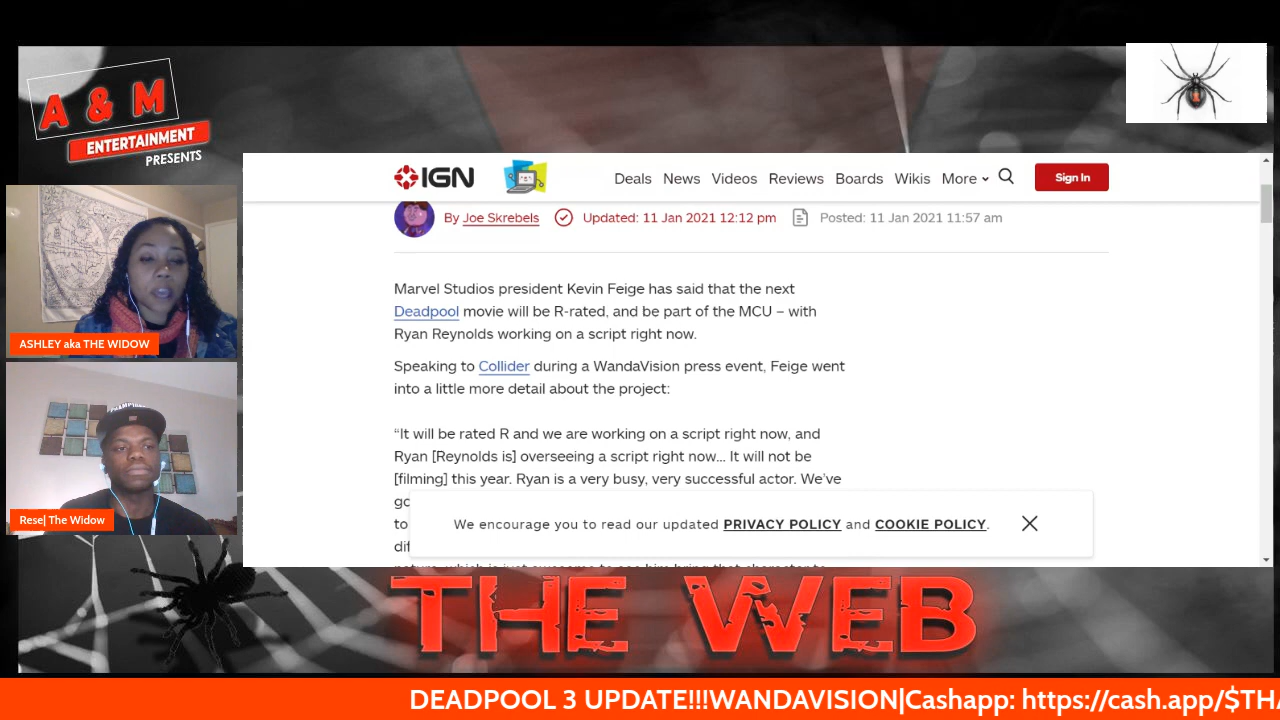 A & M
ENTERTAINMENT
PRESENTS
IGN
Deals News Videos Reviews Boards Wikis More
Sign In
By Joe Skrebels Updated: 11 Jan 2021 12:12 pm Posted: 11 Jan 2021 11:57 am
Marvel Studios president Kevin Feige has said that the next
Deadpool movie will be R-rated, and be part of the MCU – with
Ryan Reynolds working on a script right now.
Speaking to Collider during a WandaVision press event, Feige went
into a little more detail about the project:
“It will be rated R and we are working on a script right now, and
Ryan [Reynolds is] overseeing a script right now… It will not be
[filming] this year. Ryan is a very busy, very successful actor. We’ve
go
to
dif
We encourage you to read our updated PRIVACY POLICY and COOKIE POLICY.
ASHLEY aka THE WIDOW
Rese| The Widow
THE WEB
DEADPOOL 3 UPDATE!!!WANDAVISION|Cashapp: https://cash.app/$THA